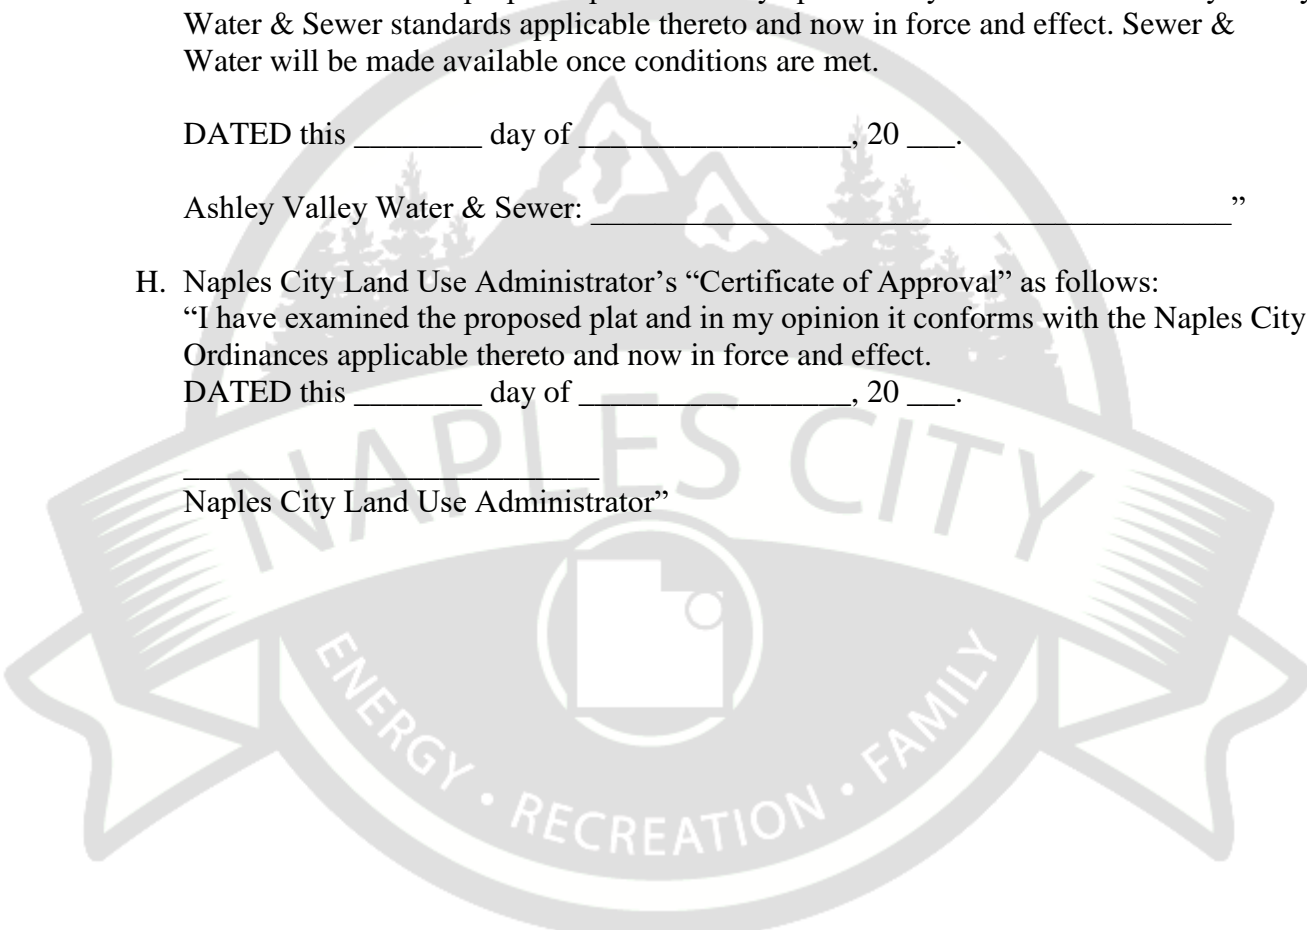 Water & Sewer standards applicable thereto and now in force and effect. Sewer &
Water will be made available once conditions are met.
DATED this ________ day of _________________, 20 ___.
Ashley Valley Water & Sewer: ________________________________________”
H. Naples City Land Use Administrator’s “Certificate of Approval” as follows:
“I have examined the proposed plat and in my opinion it conforms with the Naples City
Ordinances applicable thereto and now in force and effect.
DATED this ________ day of _________________, 20 ___.
__________________________
Naples City Land Use Administrator”
NAPLES CITY
ENERGY • RECREATION • FAMILY